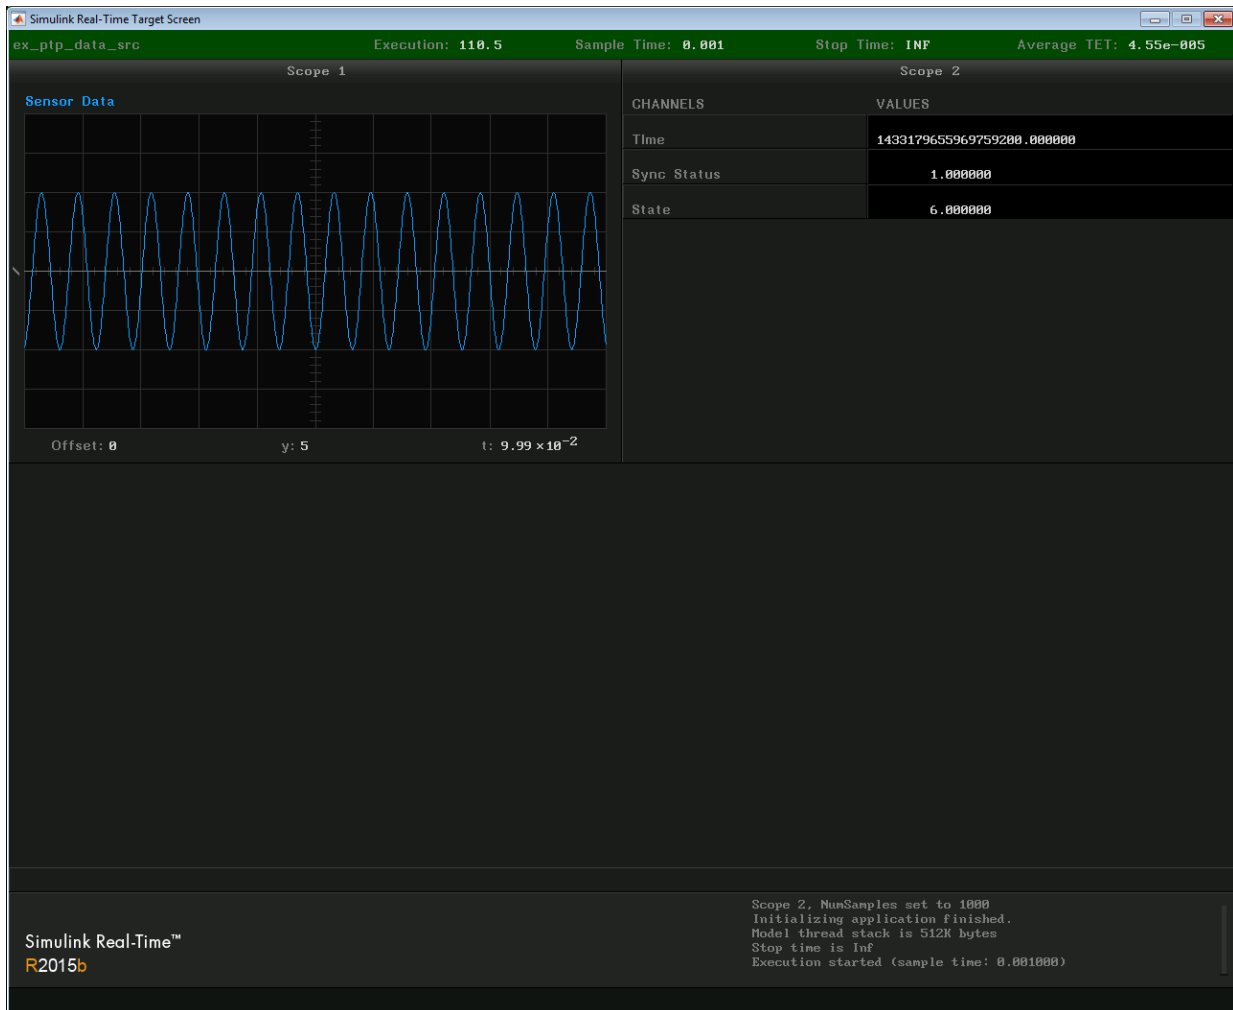 Simulink Real-Time Target Screen
ex_ptp_data_src Execution: 110.5 Sample Time: 0.001 Stop Time: INF Average TET: 4.55e-005
Scope 1
Sensor Data
Offset: 0 y: 5 t: 9.99×10⁻²
Scope 2
CHANNELS VALUES
TIme 1433179655969759200.000000
Sync Status 1.000000
State 6.000000
Simulink Real-Time™
R2015b
Scope 2, NumSamples set to 1000
Initializing application finished.
Model thread stack is 512K bytes
Stop time is Inf
Execution started (sample time: 0.001000)